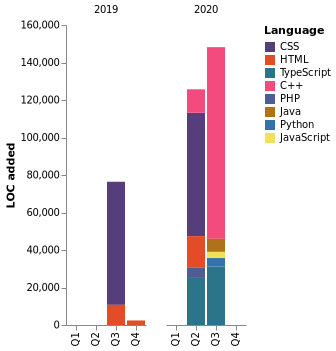 2019 2020
Language
CSS
HTML
TypeScript
C++
PHP
Java
Python
JavaScript
LOC added
160,000
140,000
120,000
100,000
80,000
60,000
40,000
20,000
0
Q1 Q2 Q3 Q4 Q1 Q2 Q3 Q4